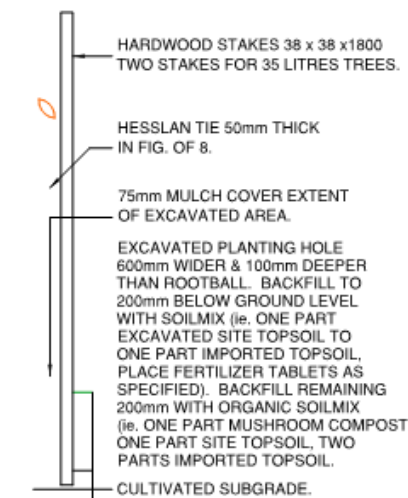 HARDWOOD STAKES 38 x 38 x1800
TWO STAKES FOR 35 LITRES TREES.
HESSLAN TIE 50mm THICK
IN FIG. OF 8.
75mm MULCH COVER EXTENT
OF EXCAVATED AREA.
EXCAVATED PLANTING HOLE
600mm WIDER & 100mm DEEPER
THAN ROOTBALL. BACKFILL TO
200mm BELOW GROUND LEVEL
WITH SOILMIX (ie. ONE PART
EXCAVATED SITE TOPSOIL TO
ONE PART IMPORTED TOPSOIL,
PLACE FERTILIZER TABLETS AS
SPECIFIED). BACKFILL REMAINING
200mm WITH ORGANIC SOILMIX
(ie. ONE PART MUSHROOM COMPOST
ONE PART SITE TOPSOIL, TWO
PARTS IMPORTED TOPSOIL.
CULTIVATED SUBGRADE.